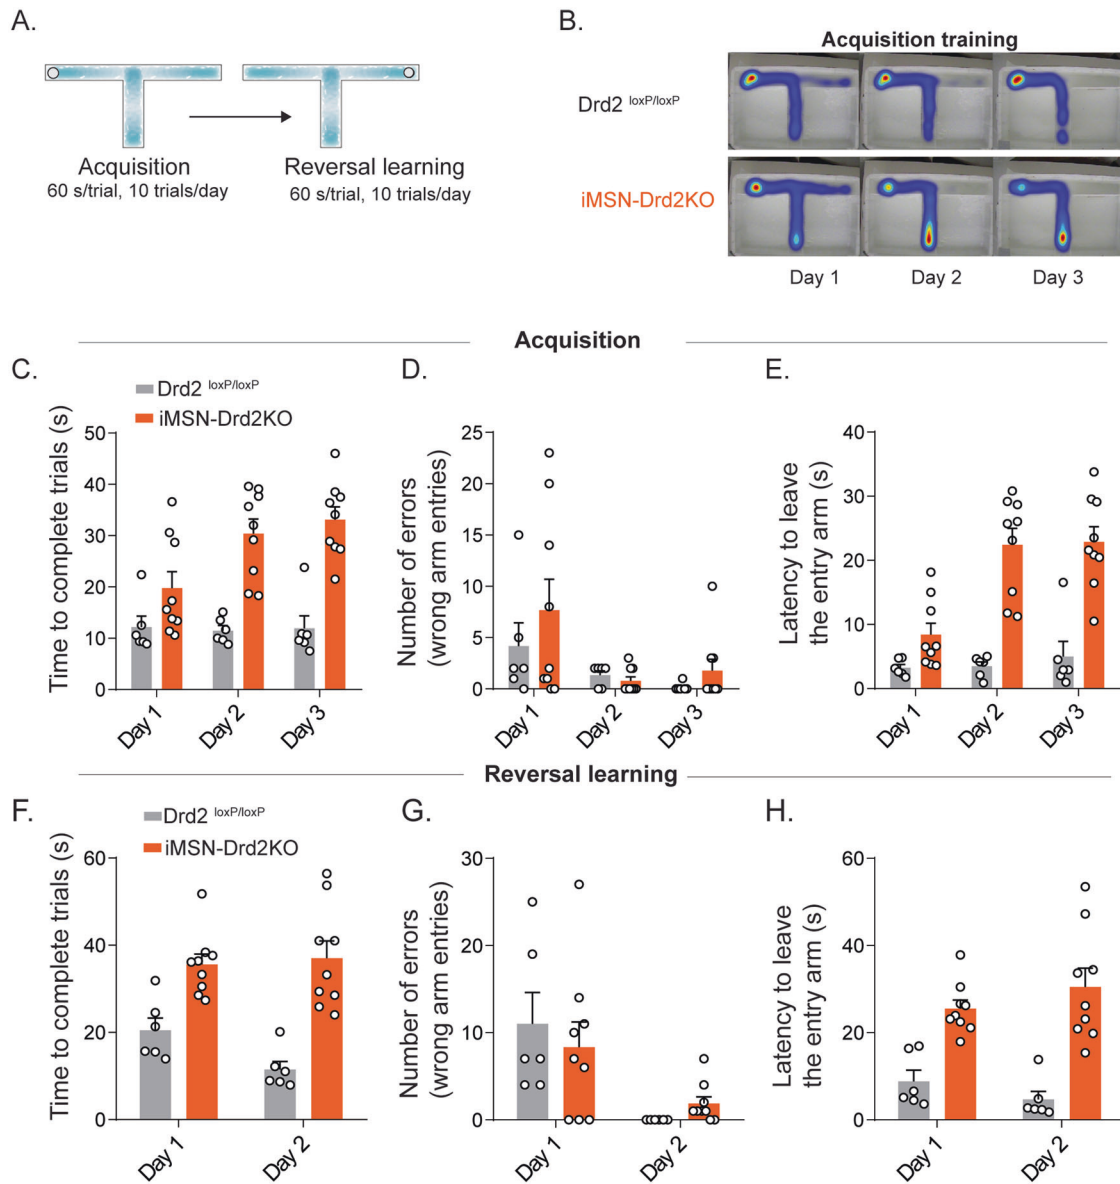 A.
Acquisition
60 s/trial, 10 trials/day
Reversal learning
60 s/trial, 10 trials/day
B.
Acquisition training
Drd2 loxP/loxP
iMSN-Drd2KO
Day 1
Day 2
Day 3
Acquisition
C.
Drd2 loxP/loxP
iMSN-Drd2KO
Time to complete trials (s)
50
40
30
20
10
0
Day 1
Day 2
Day 3
D.
Number of errors
(wrong arm entries)
25
20
15
10
5
0
Day 1
Day 2
Day 3
E.
Latency to leave
the entry arm (s)
40
30
20
10
0
Day 1
Day 2
Day 3
Reversal learning
F.
Drd2 loxP/loxP
iMSN-Drd2KO
Time to complete trials (s)
60
40
20
0
Day 1
Day 2
G.
Number of errors
(wrong arm entries)
30
20
10
0
Day 1
Day 2
H.
Latency to leave
the entry arm (s)
60
40
20
0
Day 1
Day 2